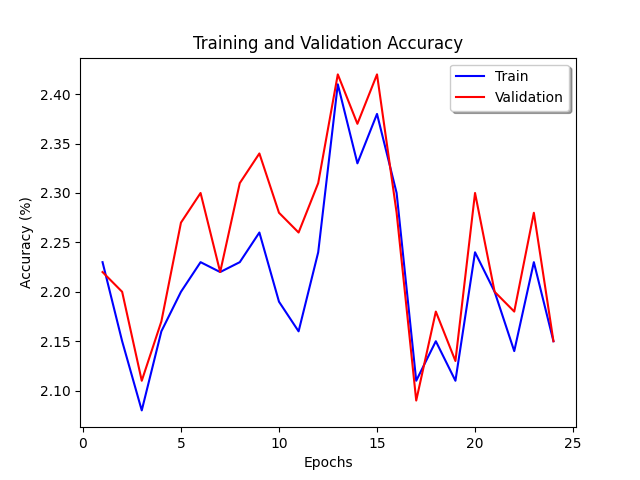 Training and Validation Accuracy
Train
Validation
Accuracy (%)
2.40
2.35
2.30
2.25
2.20
2.15
2.10
0 5 10 15 20 25
Epochs